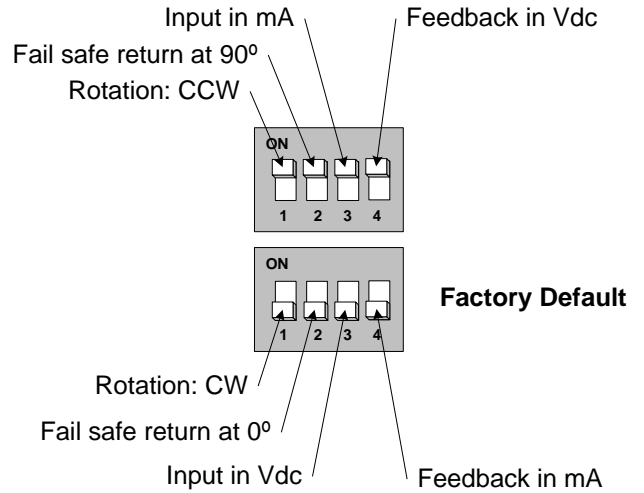 Input in mA
Feedback in Vdc
Fail safe return at 90º
Rotation: CCW
ON
1 2 3 4
ON
Factory Default
1 2 3 4
Rotation: CW
Fail safe return at 0º
Input in Vdc
Feedback in mA